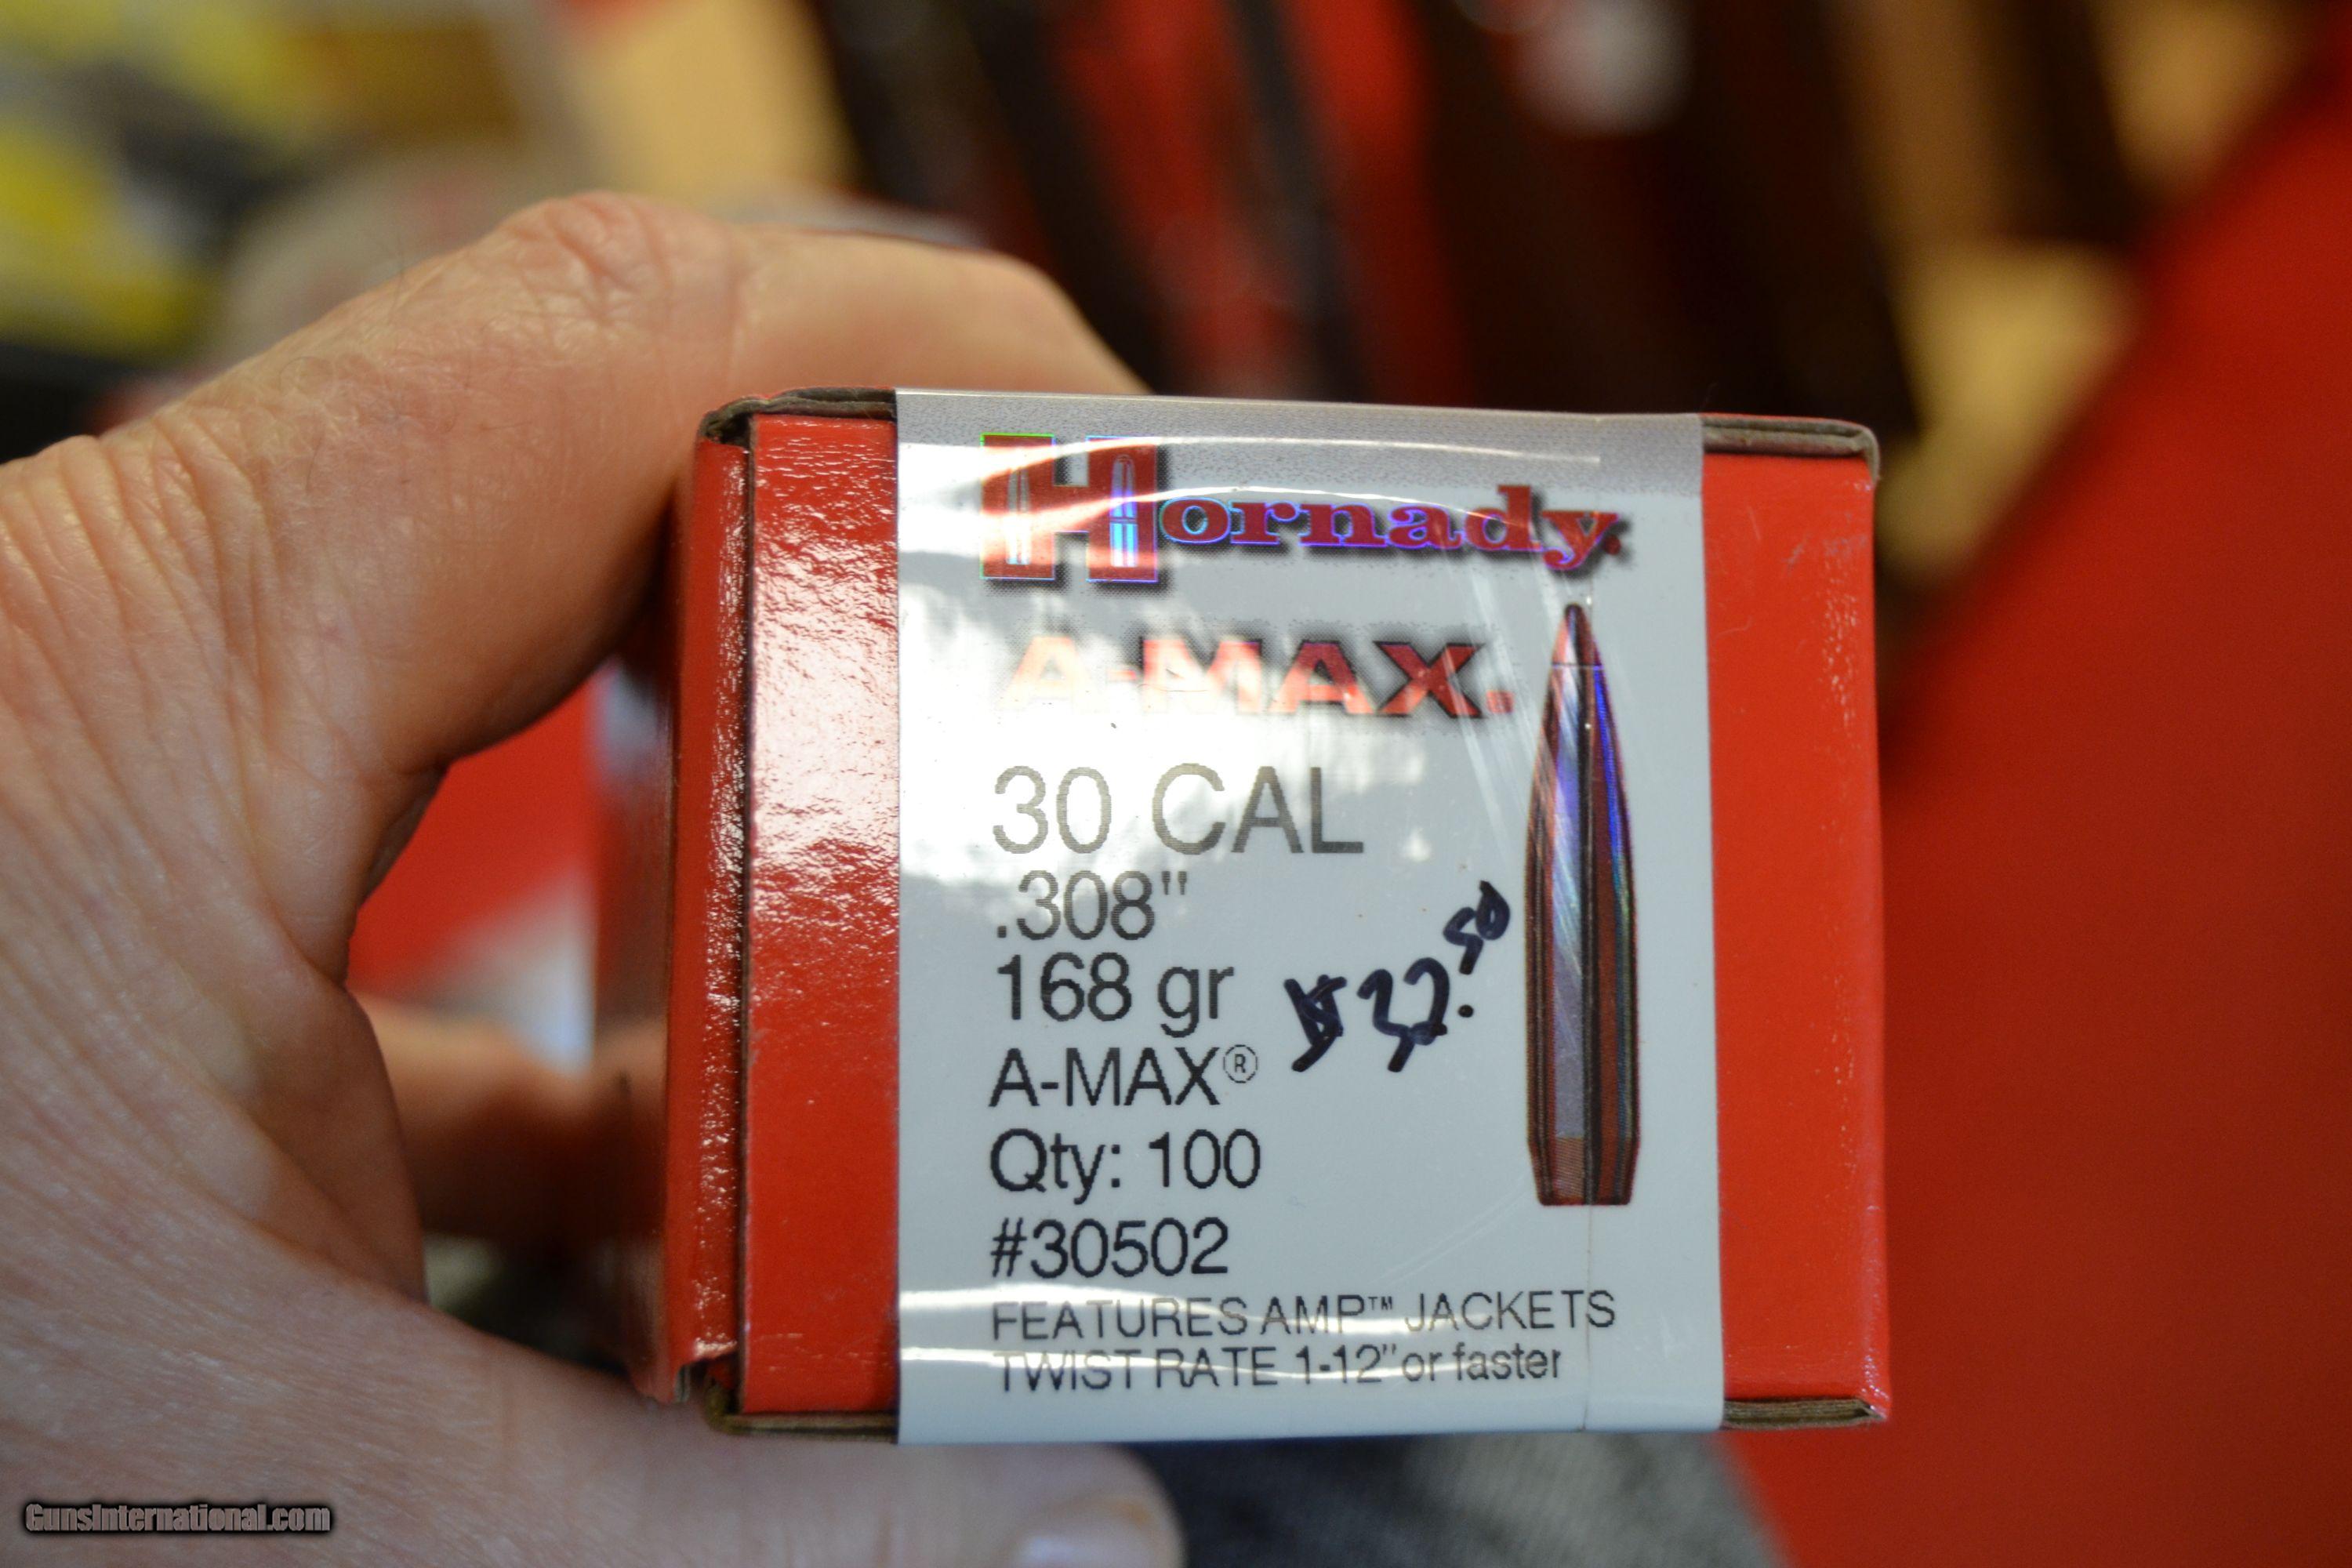 Hornady.
A-MAX.
30 CAL
.308"
168 gr
$32.50
A-MAX®
Qty: 100
#30502
FEATURES AMP™ JACKETS
TWIST RATE 1-12" or faster
GunsInternational.com